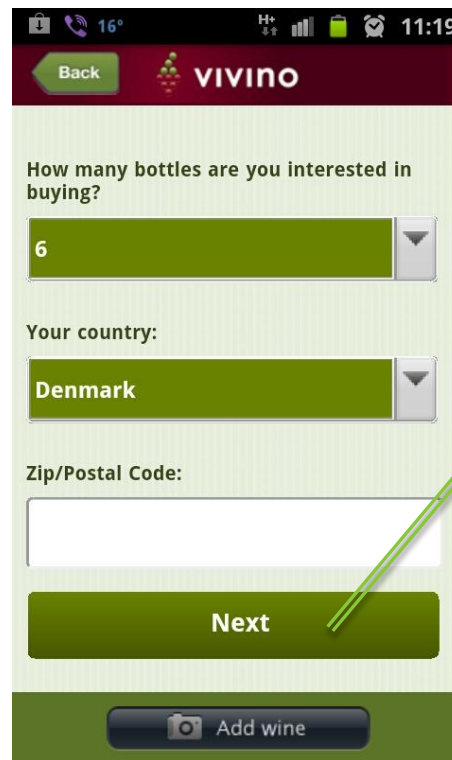 16° H+ 11:19
Back VIVINO
How many bottles are you interested in
buying?
6
Your country:
Denmark
Zip/Postal Code:
Next
Add wine